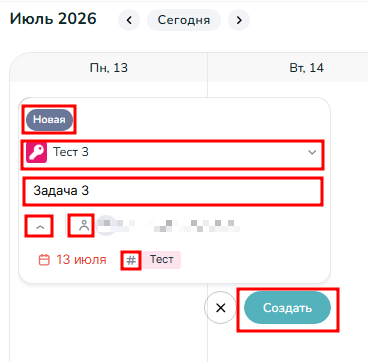 Июль 2026
Сегодня
Пн, 13
Вт, 14
Новая
Тест 3
Задача 3
13 июля
# Тест
Создать